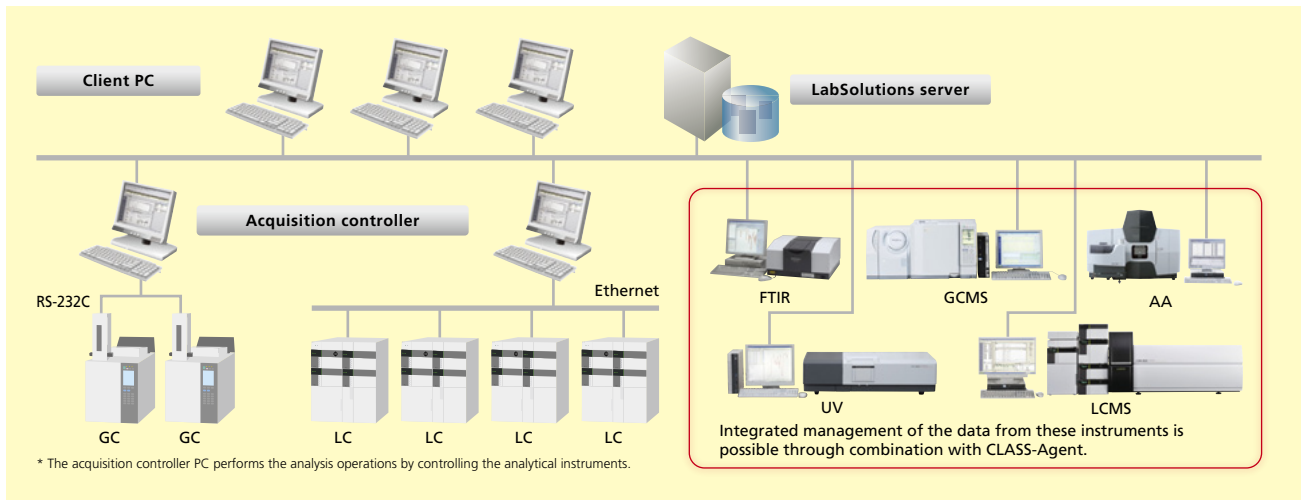 Client PC
LabSolutions server
Acquisition controller
RS-232C
Ethernet
FTIR
GCMS
AA
GC
GC
LC
LC
LC
LC
UV
LCMS
Integrated management of the data from these instruments is
possible through combination with CLASS-Agent.
* The acquisition controller PC performs the analysis operations by controlling the analytical instruments.